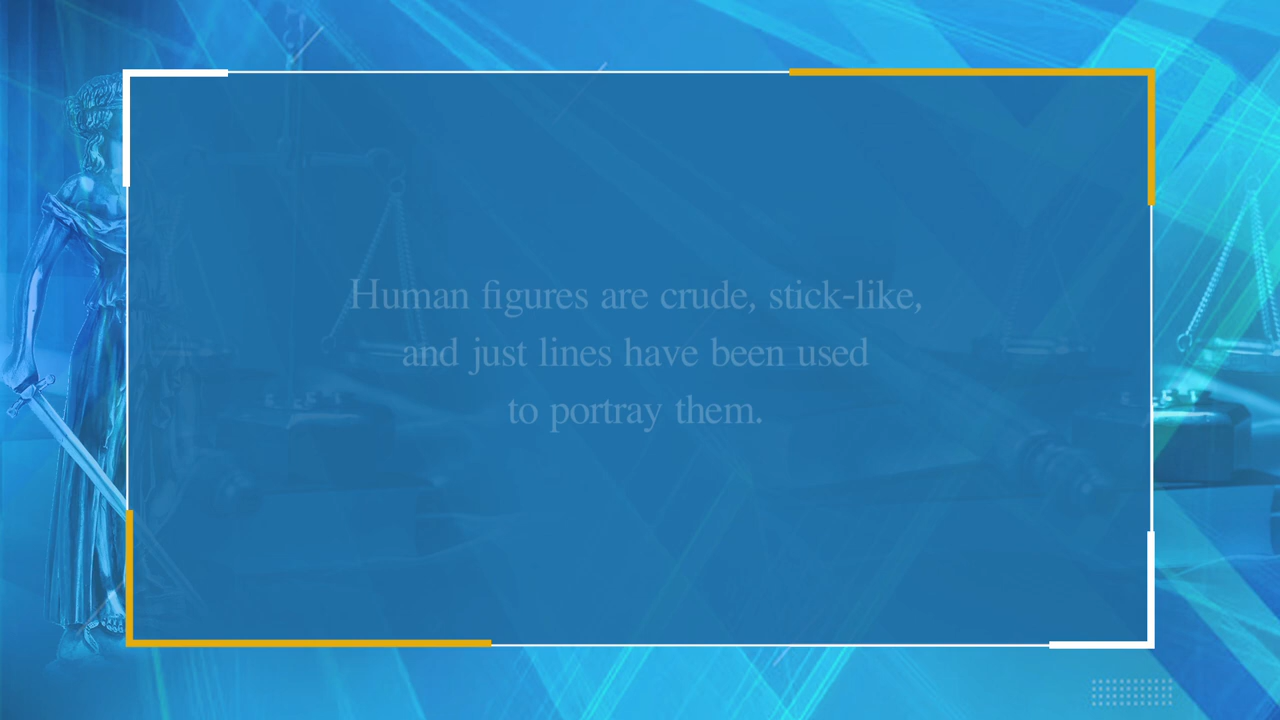 Human figures are crude, stick-like,
and just lines have been used
to portray them.